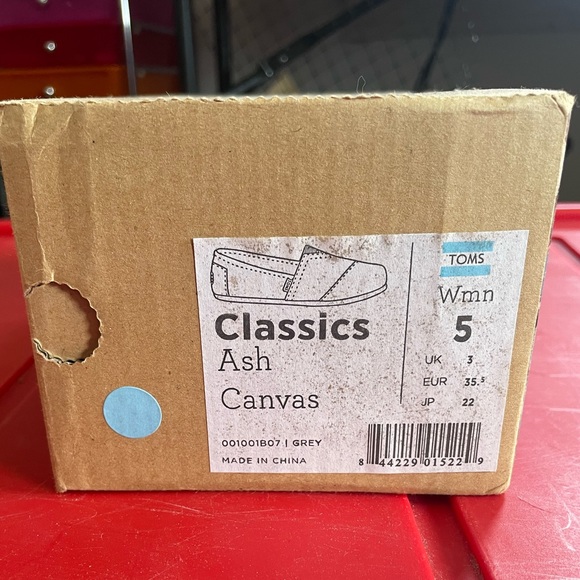 TOMS
Wmn
5
UK 3
EUR 35.5
JP 22
Classics
Ash
Canvas
001001B07 | GREY
MADE IN CHINA
8 44229 01522 9